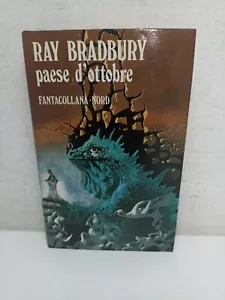 RAY BRADBURY
paese d'ottobre
FANTACOLLANA · NORD